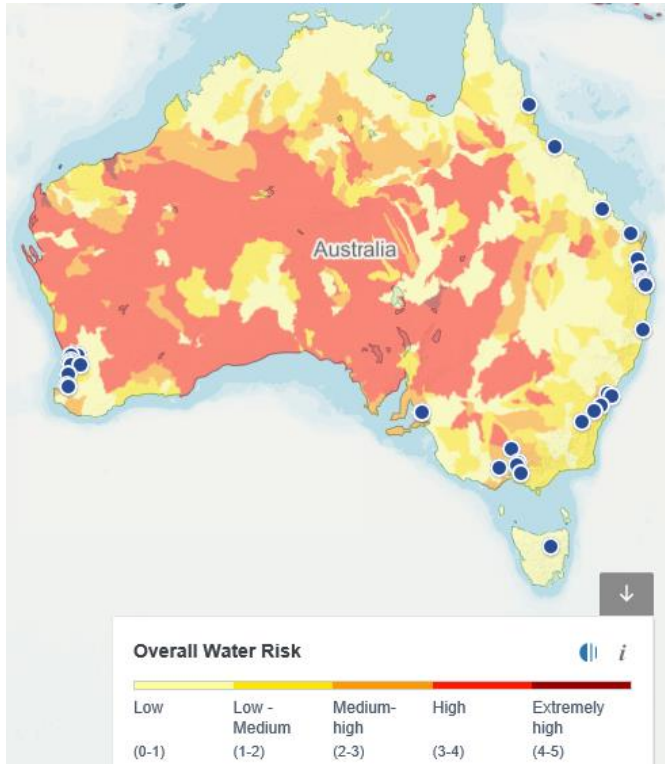 Australia
Overall Water Risk
i
Low
Low -
Medium
Medium-
high
High
Extremely
high
(0-1)
(1-2)
(2-3)
(3-4)
(4-5)